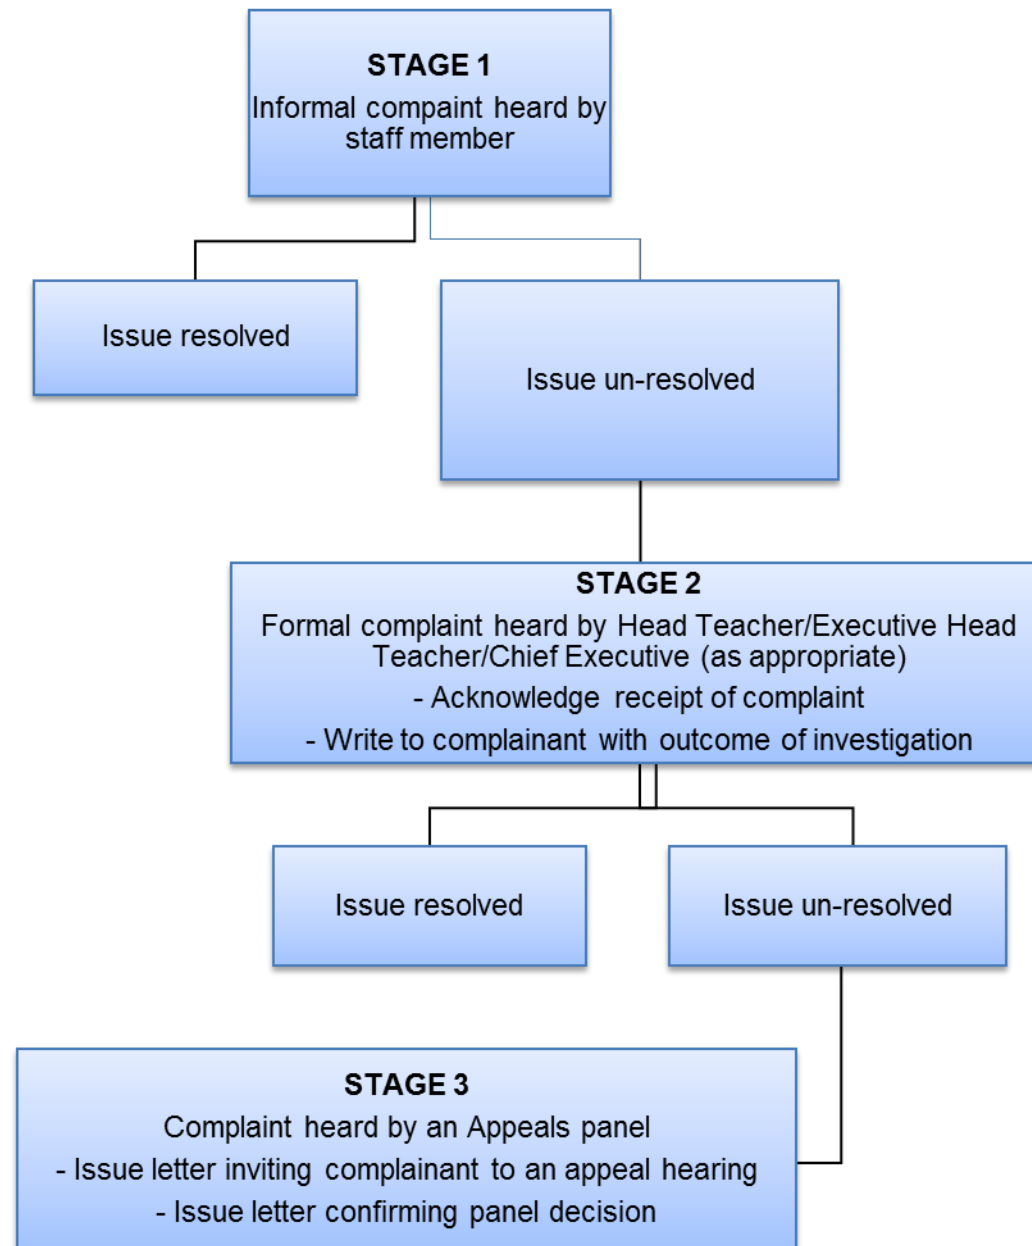 STAGE 1
Informal compaint heard by
staff member
Issue resolved
Issue un-resolved
STAGE 2
Formal complaint heard by Head Teacher/Executive Head
Teacher/Chief Executive (as appropriate)
- Acknowledge receipt of complaint
- Write to complainant with outcome of investigation
Issue resolved
Issue un-resolved
STAGE 3
Complaint heard by an Appeals panel
- Issue letter inviting complainant to an appeal hearing
- Issue letter confirming panel decision